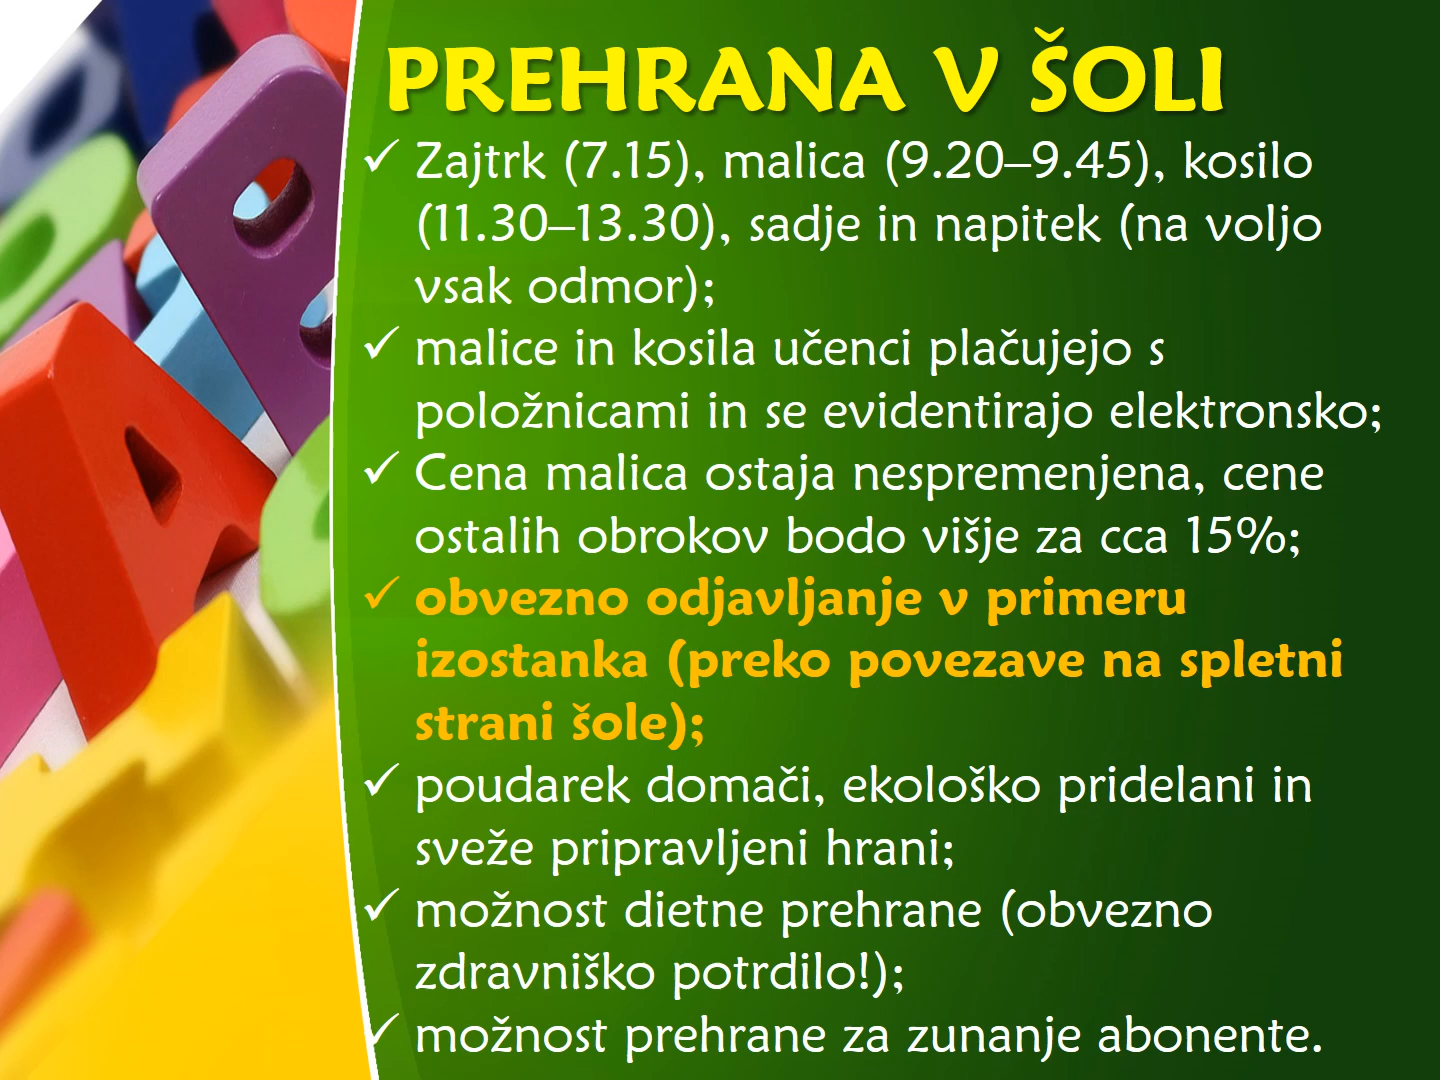 PREHRANA V ŠOLI
✓ Zajtrk (7.15), malica (9.20–9.45), kosilo
(11.30–13.30), sadje in napitek (na voljo
vsak odmor);
✓ malice in kosila učenci plačujejo s
položnicami in se evidentirajo elektronsko;
✓ Cena malica ostaja nespremenjena, cene
ostalih obrokov bodo višje za cca 15%;
✓ obvezno odjavljanje v primeru
izostanka (preko povezave na spletni
strani šole);
✓ poudarek domači, ekološko pridelani in
sveže pripravljeni hrani;
✓ možnost dietne prehrane (obvezno
zdravniško potrdilo!);
✓ možnost prehrane za zunanje abonente.